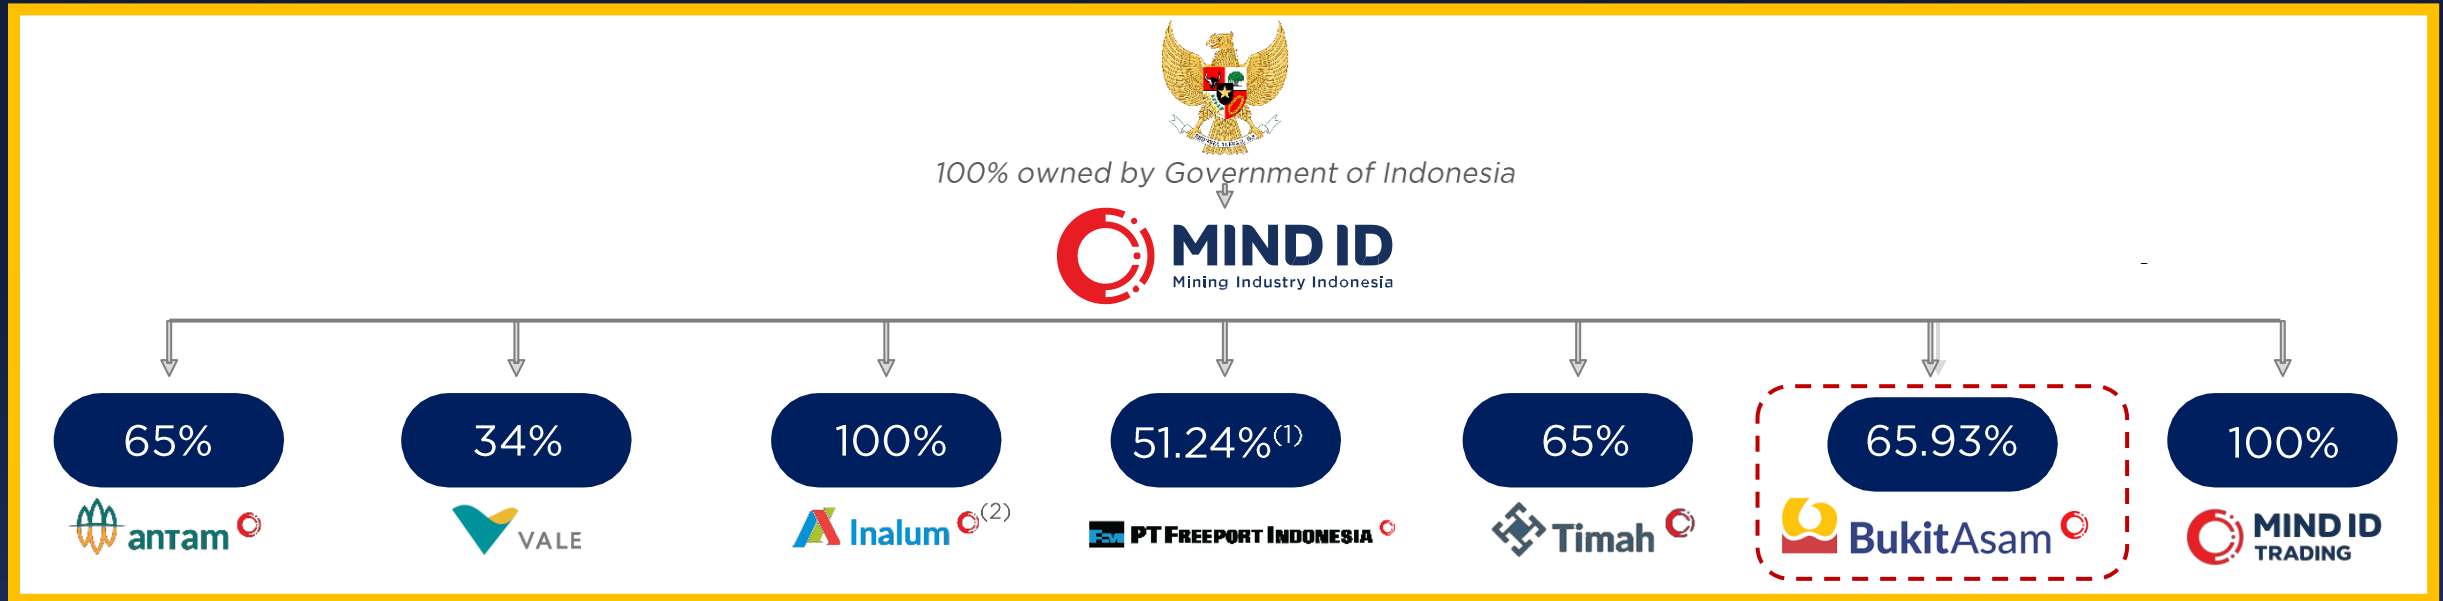 100% owned by Government of Indonesia
MIND ID
Mining Industry Indonesia
-
65% 34% 100% 51.24%(1) 65% 65.93% 100%
antam VALE Inalum (2) FCX PT FREEPORT INDONESIA Timah BukitAsam MIND ID
TRADING